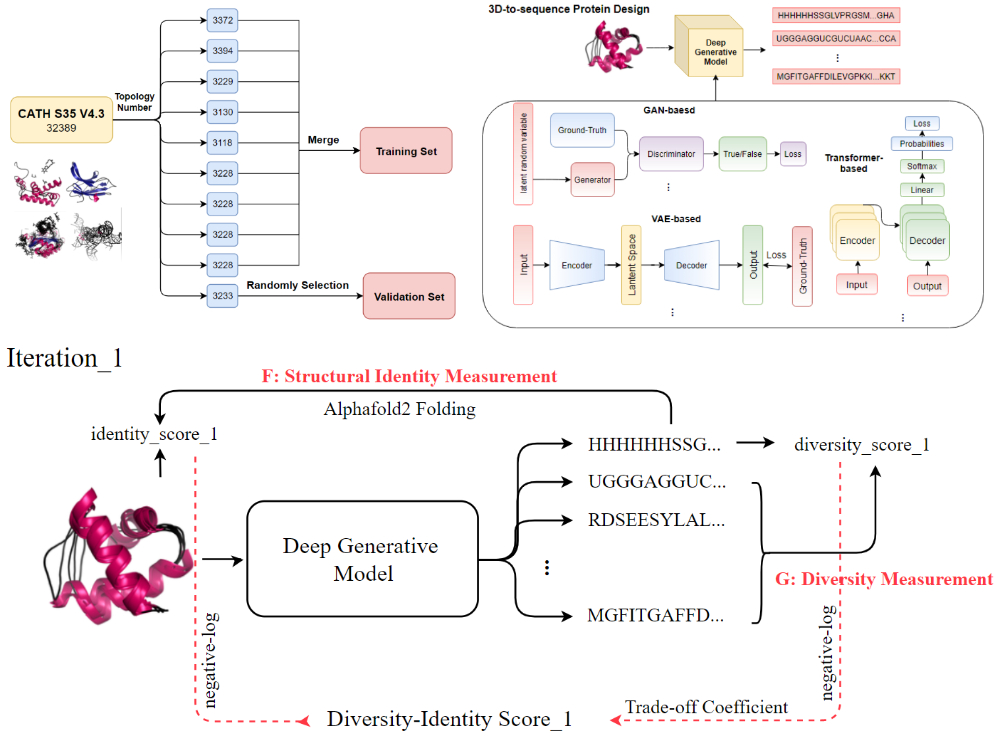 CATH S35 V4.3
32389
Topology
Number
3372
3394
3229
3130
3118
3228
3228
3228
3228
3233
Merge
Training Set
Randomly Selection
Validation Set
3D-to-sequence Protein Design
Deep
Generative
Model
HHHHHHSSGLVPRGSM...GHA
UGGGAGGUCGUCUAAC...CCA
⋮
MGFITGAFFDILEVGPKKI...KKT
GAN-baesd
latent random variable
Ground-Truth
Generator
Discriminator
True/False
Loss
⋮
VAE-based
Input
Encoder
Lantent Space
Decoder
Output
Loss
Ground-Truth
⋮
Transformer-
based
Loss
Probabilities
Softmax
Linear
Encoder
Decoder
Input
Output
⋮
Iteration_1
F: Structural Identity Measurement
Alphafold2 Folding
identity_score_1
Deep Generative
Model
HHHHHHSSG...
UGGGAGGUC...
RDSEESYLAL...
⋮
MGFITGAFFD...
diversity_score_1
G: Diversity Measurement
negative-log
negative-log
Diversity-Identity Score_1
Trade-off Coefficient